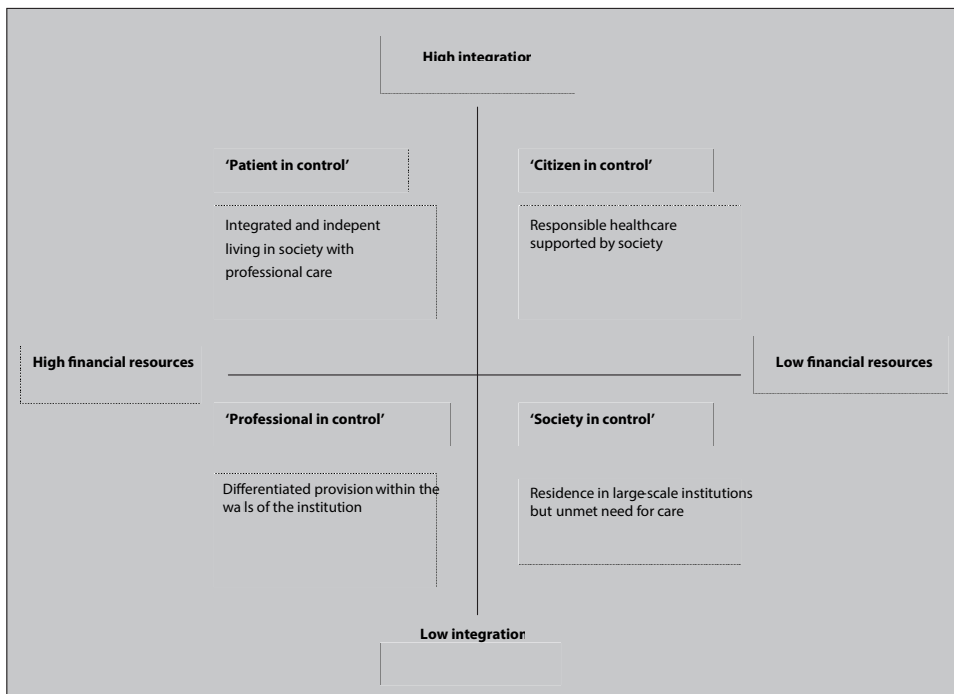 High integration
'Patient in control'
Integrated and indepent
living in society with
professional care
'Citizen in control'
Responsible healthcare
supported by society
High financial resources
Low financial resources
'Professional in control'
Differentiated provision within the
wa ls of the institution
'Society in control'
Residence in large-scale institutions
but unmet need for care
Low integration